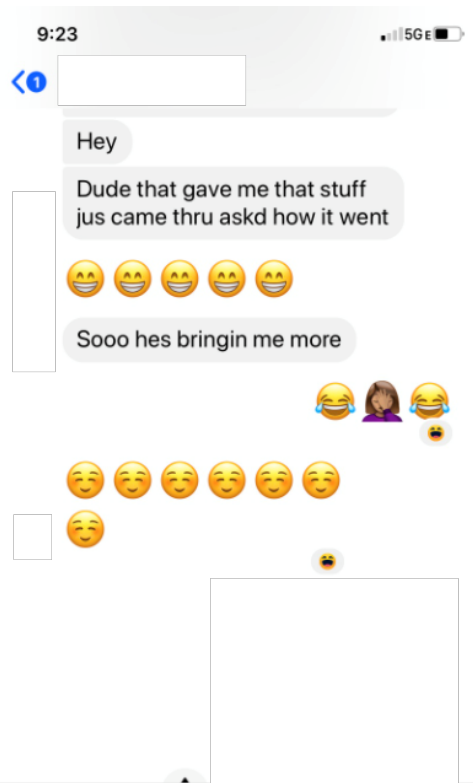 9:23
5GE
1
Hey
Dude that gave me that stuff
jus came thru askd how it went
😁😁😁😁😁
Sooo hes bringin me more
😂🤦🏾‍♀️😂
☺️☺️☺️☺️☺️☺️
☺️